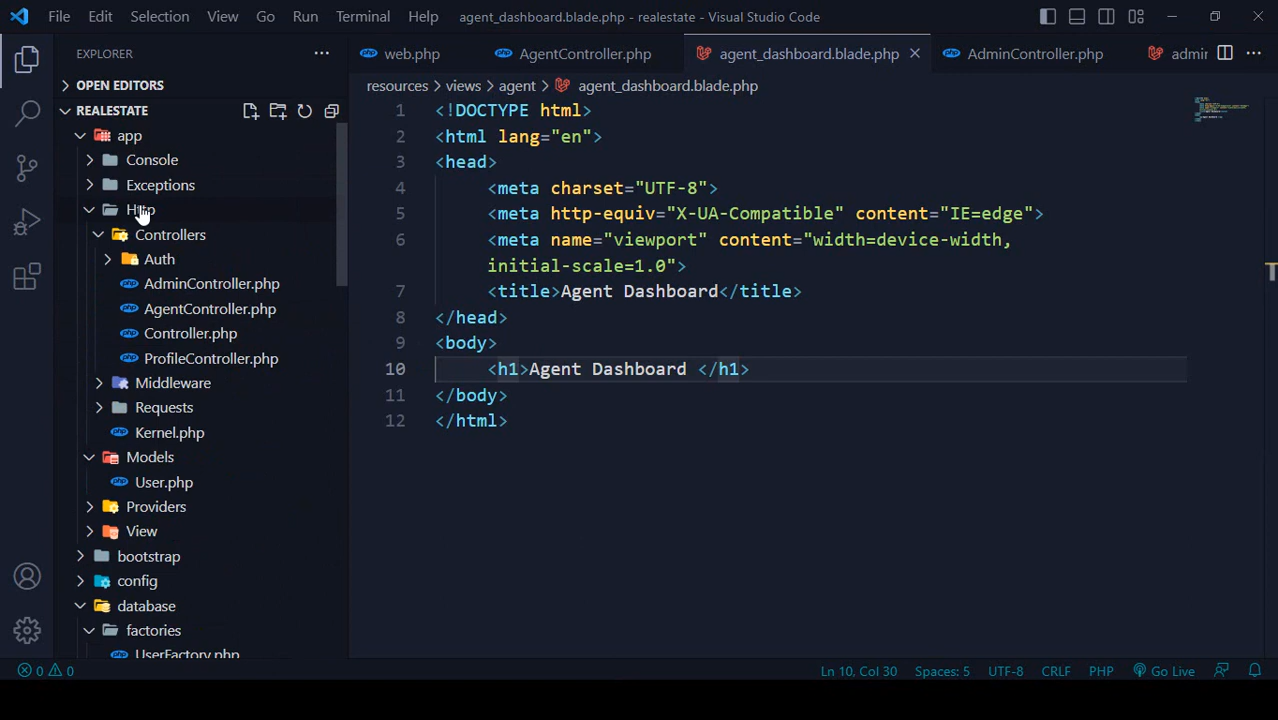 File Edit Selection View Go Run Terminal Help agent_dashboard.blade.php - realestate - Visual Studio Code
EXPLORER
web.php AgentController.php agent_dashboard.blade.php AdminController.php admir
OPEN EDITORS
resources > views > agent > agent_dashboard.blade.php
REALESTATE
app
Console
Exceptions
Http
Controllers
Auth
AdminController.php
AgentController.php
Controller.php
ProfileController.php
Middleware
Requests
Kernel.php
Models
User.php
Providers
View
bootstrap
config
database
factories
UserFactory.php
1 <!DOCTYPE html>
2 <html lang="en">
3 <head>
4 <meta charset="UTF-8">
5 <meta http-equiv="X-UA-Compatible" content="IE=edge">
6 <meta name="viewport" content="width=device-width,
initial-scale=1.0">
7 <title>Agent Dashboard</title>
8 </head>
9 <body>
10 <h1>Agent Dashboard </h1>
11 </body>
12 </html>
0 0 Ln 10, Col 30 Spaces: 5 UTF-8 CRLF PHP Go Live